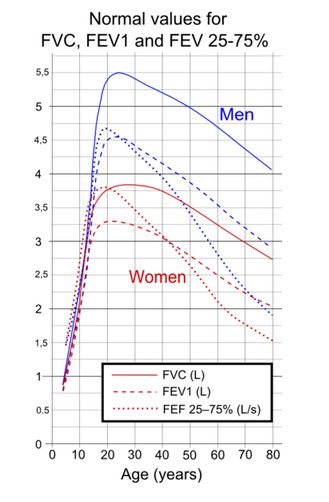 Normal values for
FVC, FEV1 and FEV 25-75%
5,5
5
4,5
4
3,5
3
2,5
2
1,5
1
0.5
0
Men
Women
FVC (L)
FEV1 (L)
FEF 25–75% (L/s)
0 10 20 30 40 50 60 70 80
Age (years)